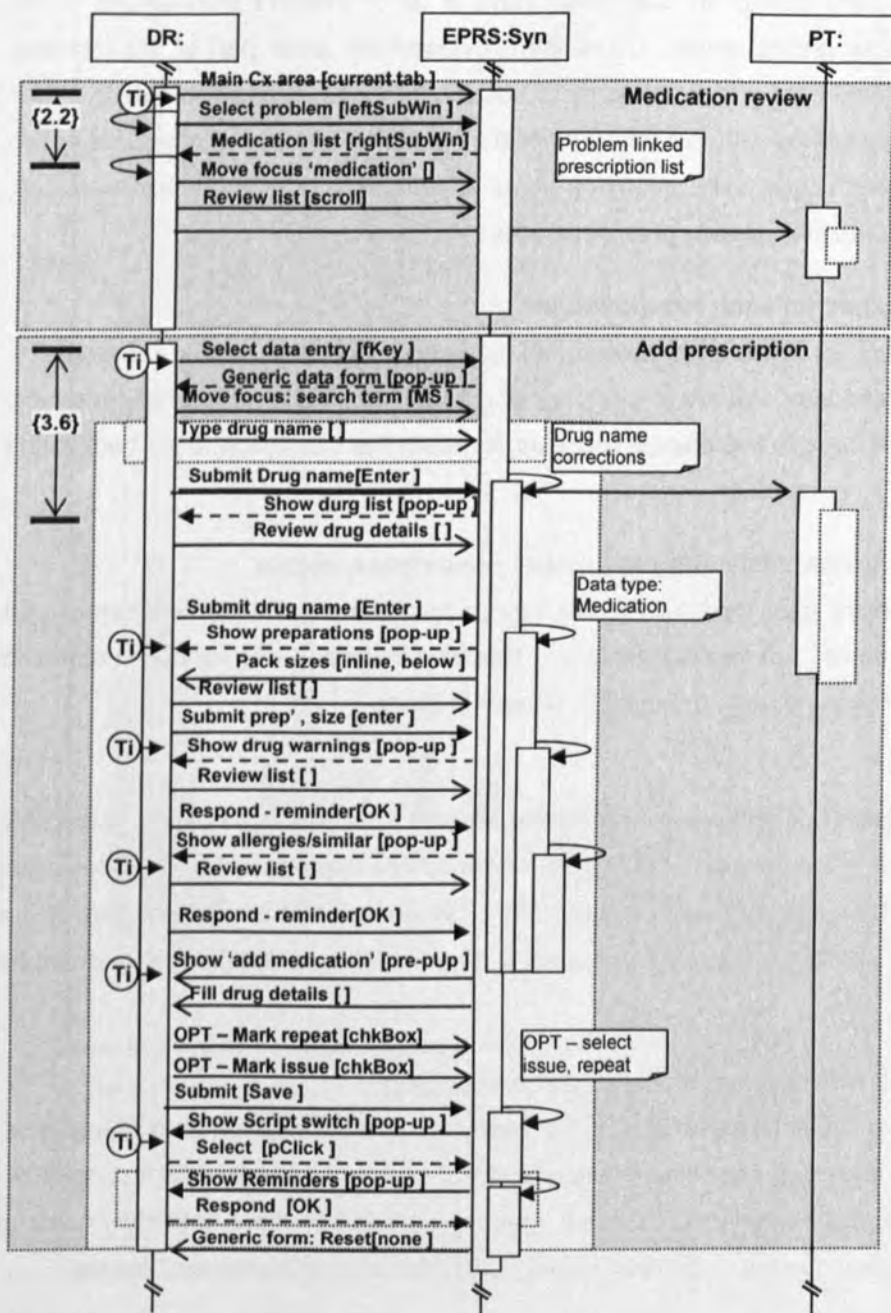 DR:
EPRS:Syn
PT:
Main Cx area [current tab ]
Ti
Medication review
{2.2}
Select problem [leftSubWin]
Medication list [rightSubWin]
Problem linked
prescription list
Move focus ‘medication’ []
Review list [scroll]
Select data entry [fKey]
Add prescription
Ti
Generic data form [pop-up ]
{3.6}
Move focus: search term [MS ]
Type drug name [ ]
Drug name
corrections
Submit Drug name[Enter ]
Show durg list [pop-up ]
Review drug details [ ]
Data type:
Medication
Submit drug name [Enter ]
Ti
Show preparations [pop-up ]
Pack sizes [inline, below ]
Review list [ ]
Submit prep’ , size [enter ]
Ti
Show drug warnings [pop-up ]
Review list [ ]
Respond - reminder[OK ]
Show allergies/similar [pop-up ]
Ti
Review list [ ]
Respond - reminder[OK ]
Ti
Show ‘add medication’ [pre-pUp ]
Fill drug details [ ]
OPT – Mark repeat [chkBox]
OPT – select
issue, repeat
OPT – Mark issue [chkBox]
Submit [Save ]
Show Script switch [pop-up ]
Ti
Select [pClick ]
Show Reminders [pop-up ]
Respond [OK ]
Generic form: Reset[none ]